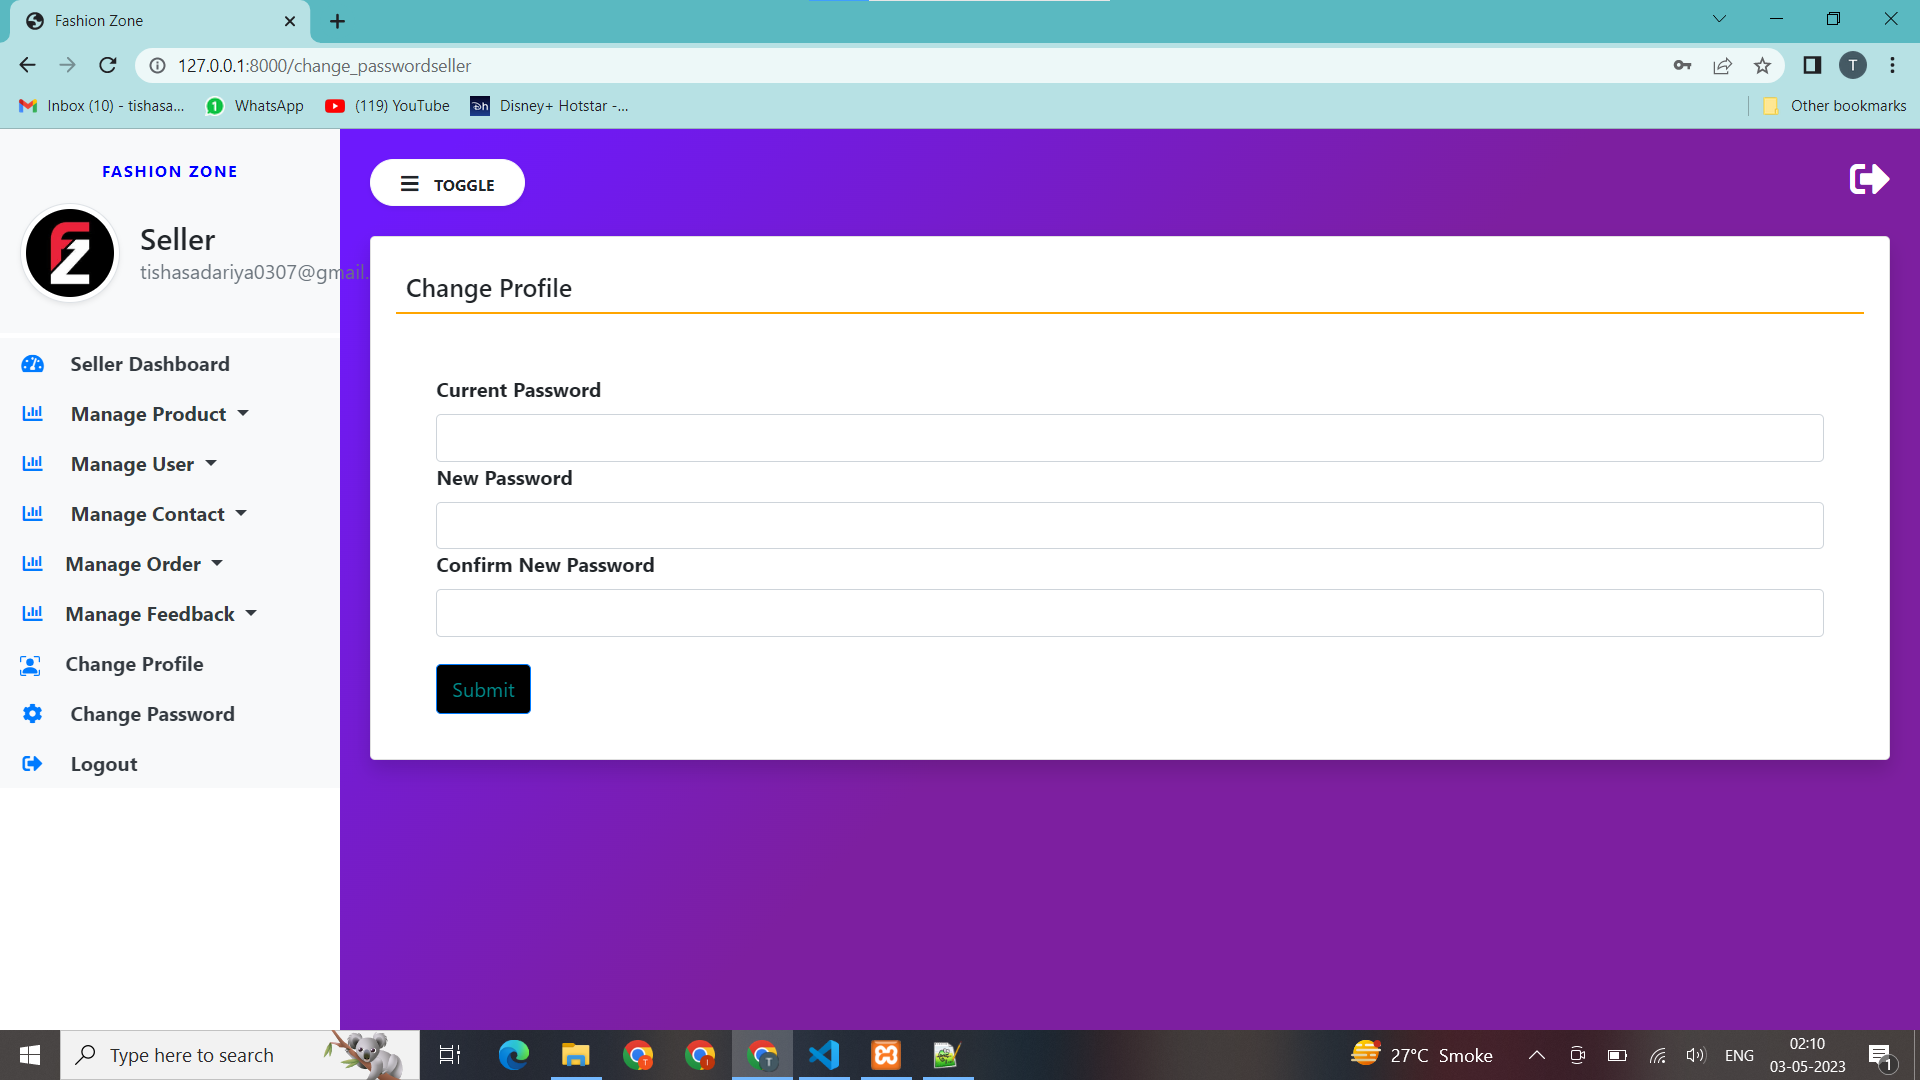 Fashion Zone
127.0.0.1:8000/change_passwordseller
T
Inbox (10) - tishasa...
1 WhatsApp
(119) YouTube
Disney+ Hotstar -...
Other bookmarks
FASHION ZONE
FZ
Seller
tishasadariya0307@gmail.
Seller Dashboard
Manage Product
Manage User
Manage Contact
Manage Order
Manage Feedback
Change Profile
Change Password
Logout
TOGGLE
Change Profile
Current Password
New Password
Confirm New Password
Submit
Type here to search
27°C Smoke
ENG
02:10
03-05-2023
1